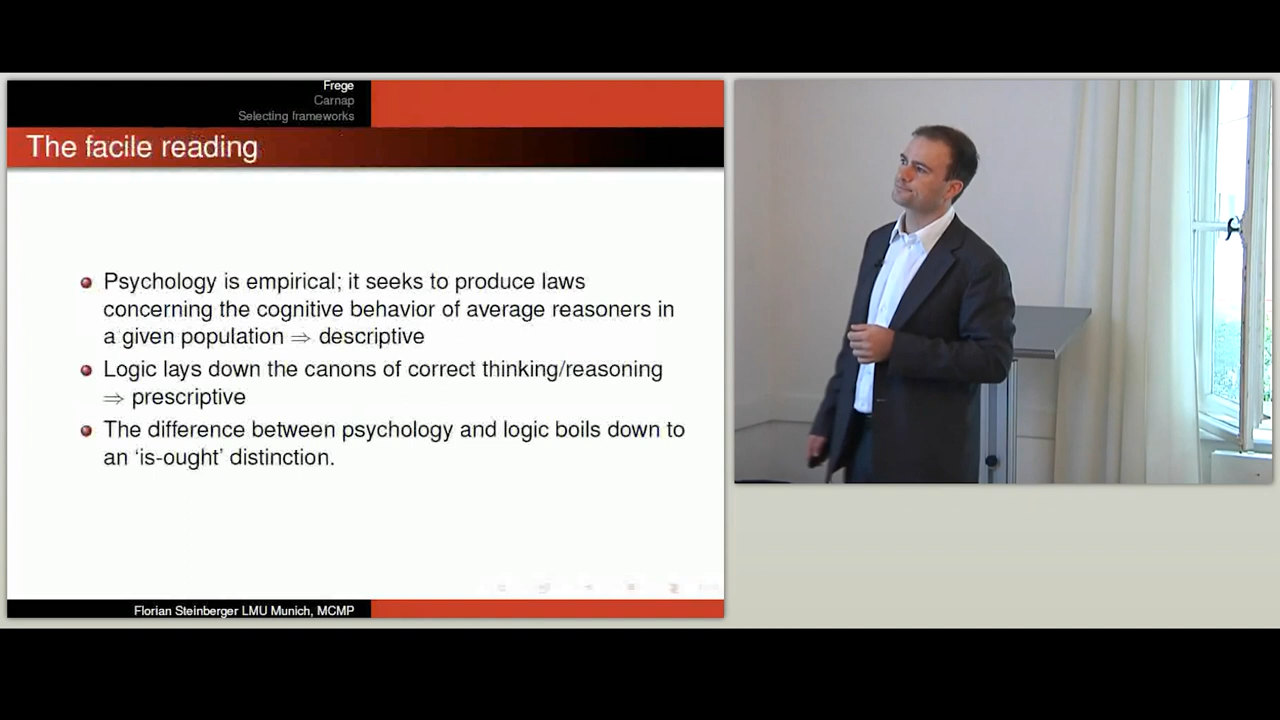 Frege
Carnap
Selecting frameworks
The facile reading
Psychology is empirical; it seeks to produce laws
concerning the cognitive behavior of average reasoners in
a given population ⇒ descriptive
Logic lays down the canons of correct thinking/reasoning
⇒ prescriptive
The difference between psychology and logic boils down to
an ‘is-ought’ distinction.
Florian Steinberger LMU Munich, MCMP